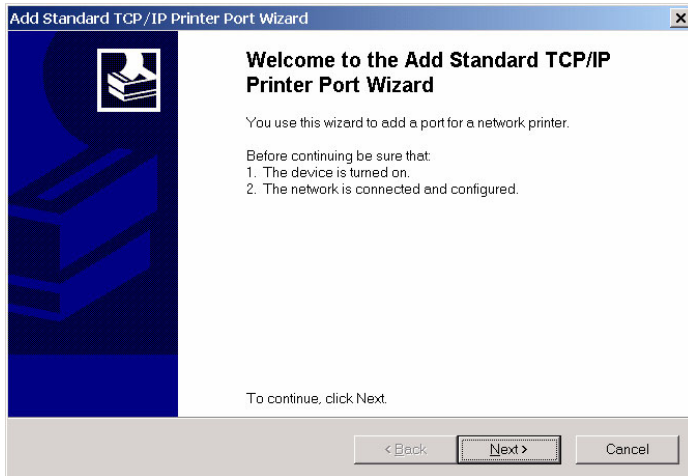 Add Standard TCP/IP Printer Port Wizard
Welcome to the Add Standard TCP/IP
Printer Port Wizard
You use this wizard to add a port for a network printer.
Before continuing be sure that:
1. The device is turned on.
2. The network is connected and configured.
To continue, click Next.
< Back Next > Cancel